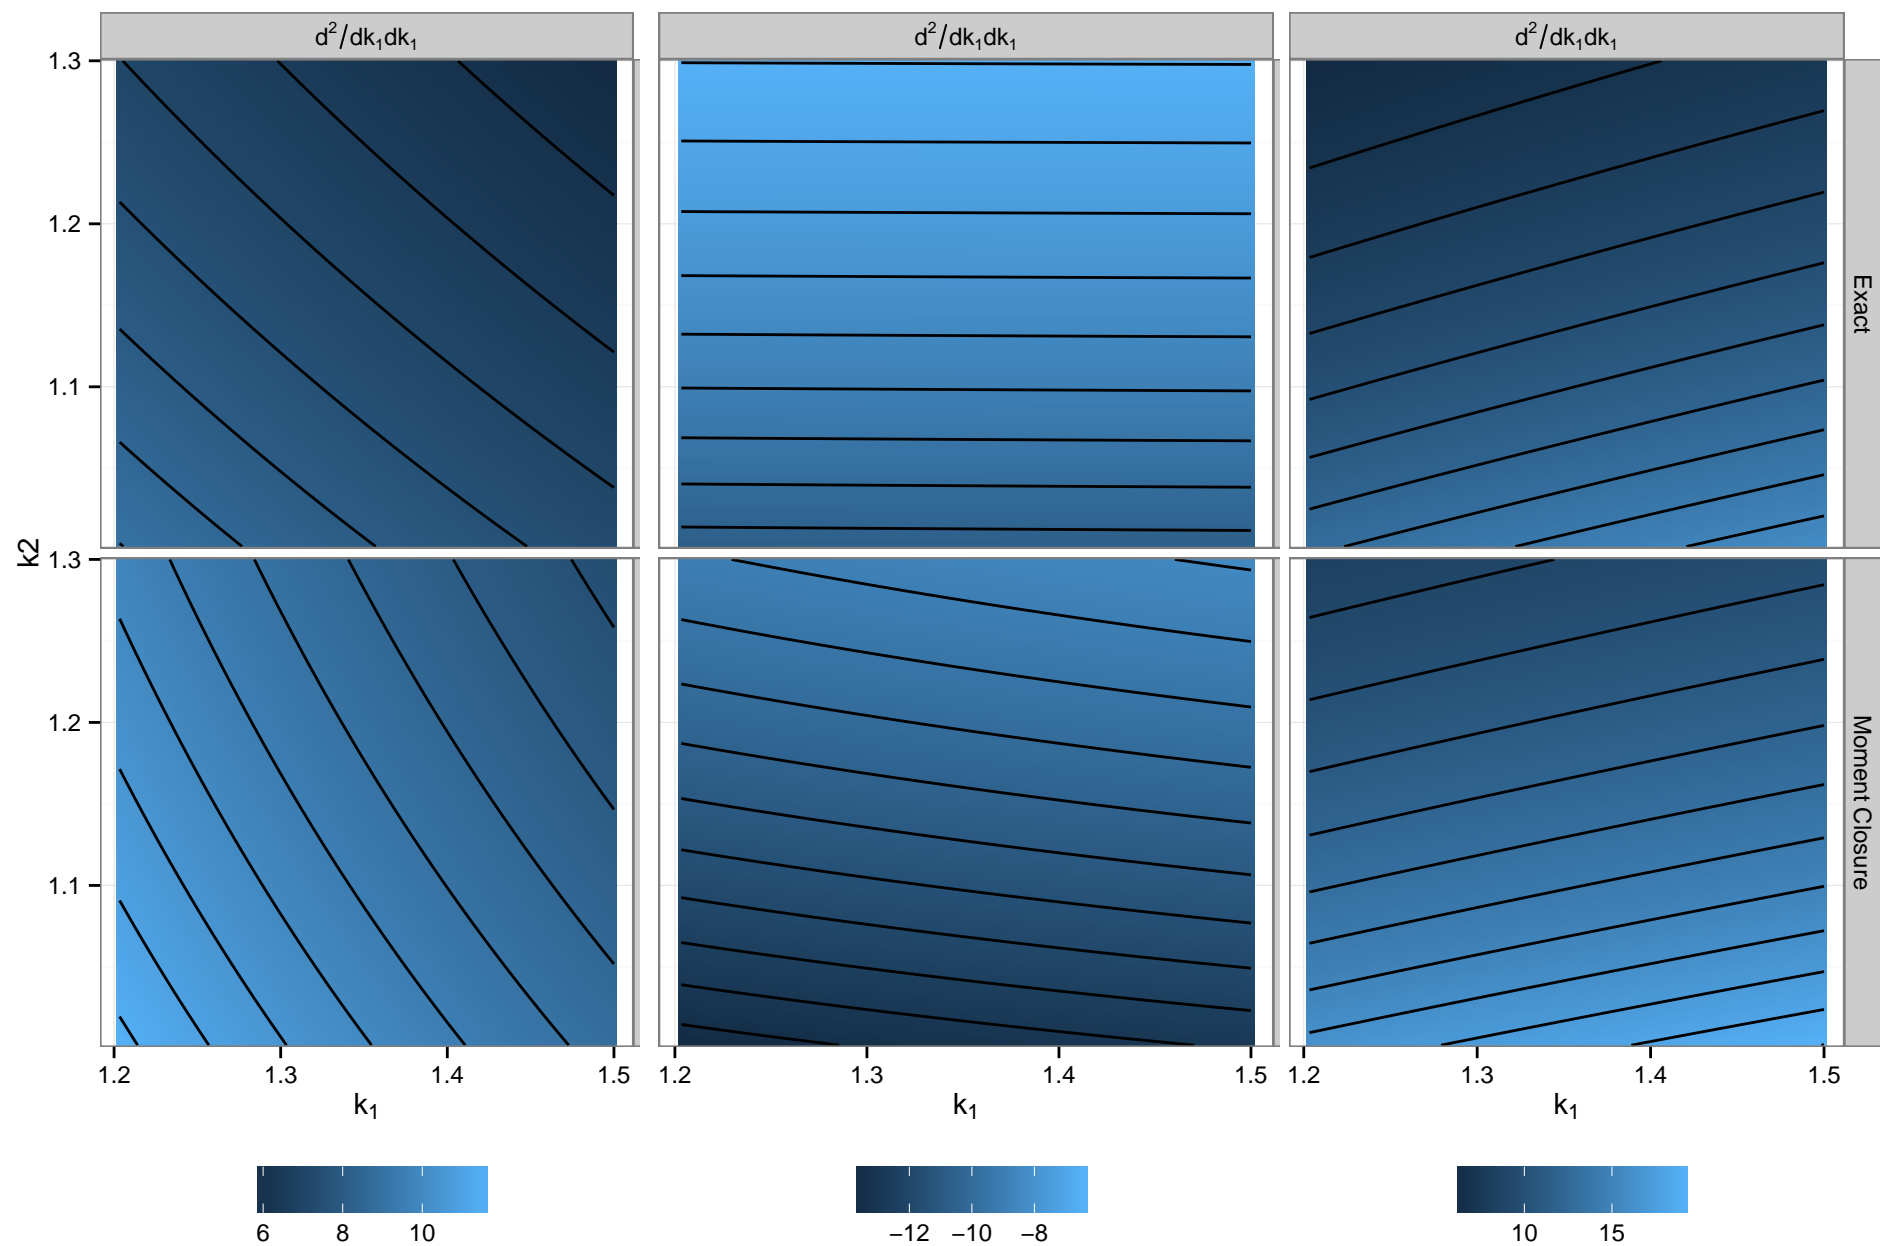 d²/dk₁dk₁ d²/dk₁dk₁ d²/dk₁dk₁
1.3
1.2
1.1
Exact
k2
1.3
1.2
1.1
Moment Closure
1.2 1.3 1.4 1.5 1.2 1.3 1.4 1.5 1.2 1.3 1.4 1.5
k₁ k₁ k₁
6 8 10 −12 −10 −8 10 15